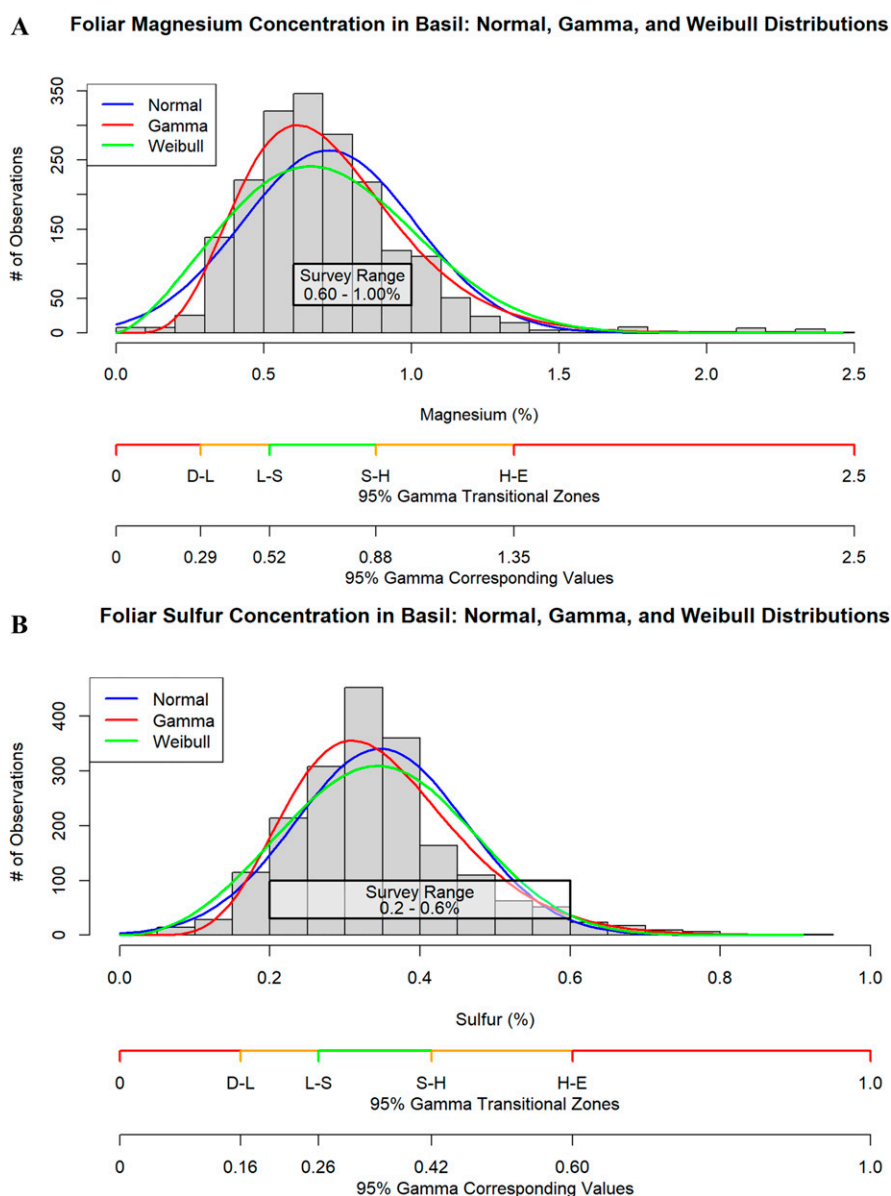 A Foliar Magnesium Concentration in Basil: Normal, Gamma, and Weibull Distributions
Normal
Gamma
Weibull
# of Observations
350
250
150
50
0
Survey Range
0.60 - 1.00%
0.0 0.5 1.0 1.5 2.0 2.5
Magnesium (%)
0 D-L L-S S-H H-E 2.5
95% Gamma Transitional Zones
0 0.29 0.52 0.88 1.35 2.5
95% Gamma Corresponding Values
B Foliar Sulfur Concentration in Basil: Normal, Gamma, and Weibull Distributions
Normal
Gamma
Weibull
# of Observations
400
300
200
100
0
Survey Range
0.2 - 0.6%
0.0 0.2 0.4 0.6 0.8 1.0
Sulfur (%)
0 D-L L-S S-H H-E 1.0
95% Gamma Transitional Zones
0 0.16 0.26 0.42 0.60 1.0
95% Gamma Corresponding Values